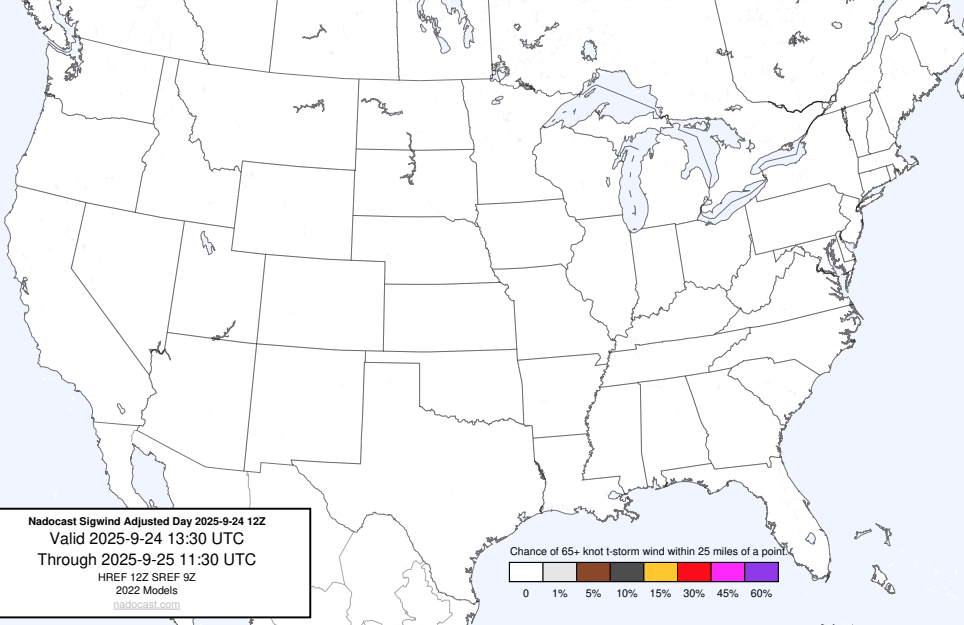 Nadocast Sigwind Adjusted Day 2025-9-24 12Z
Valid 2025-9-24 13:30 UTC
Through 2025-9-25 11:30 UTC
HREF 12Z SREF 9Z
2022 Models
nadocast.com
Chance of 65+ knot t-storm wind within 25 miles of a point.
0 1% 5% 10% 15% 30% 45% 60%